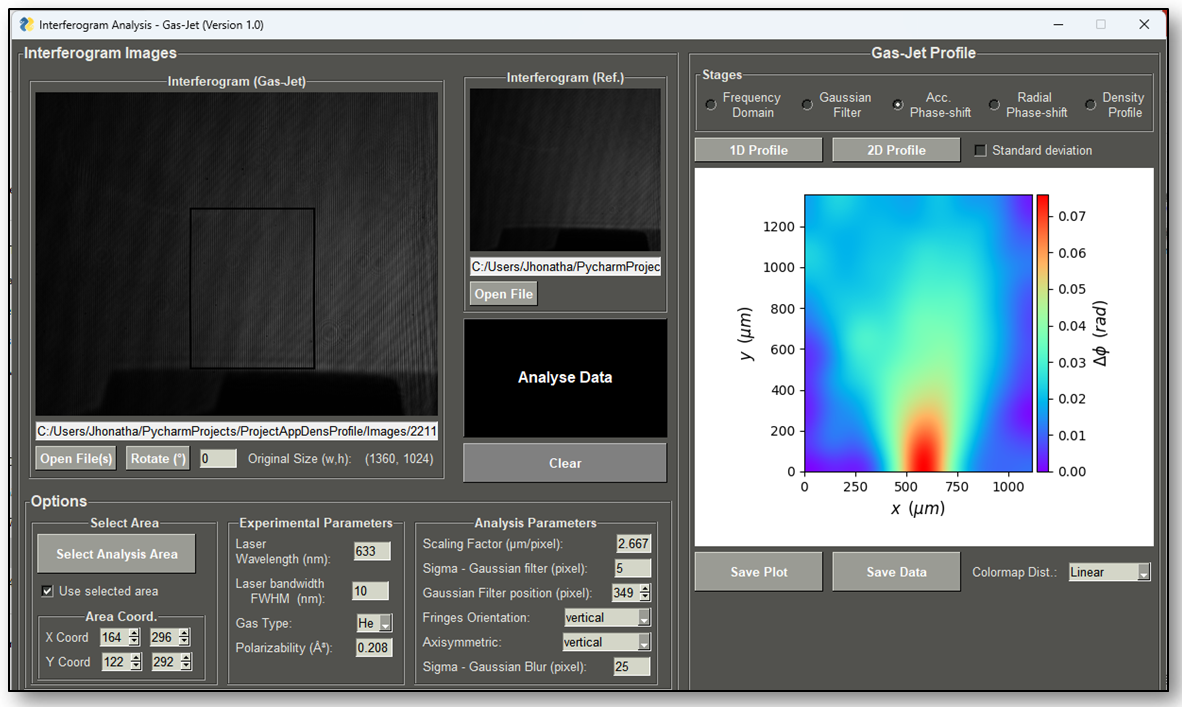 Interferogram Analysis - Gas-Jet (Version 1.0)
Interferogram Images
Interferogram (Gas-Jet)
C:/Users/Jhonatha/PycharmProjects/ProjectAppDensProfile/Images/2211
Open File(s)
Rotate (°)
0
Original Size (w,h): (1360, 1024)
Interferogram (Ref.)
C:/Users/Jhonatha/PycharmProjec
Open File
Analyse Data
Clear
Options
Select Area
Select Analysis Area
Use selected area
Area Coord.
X Coord 164 296
Y Coord 122 292
Experimental Parameters
Laser
Wavelength (nm): 633
Laser bandwidth
FWHM (nm): 10
Gas Type: He
Polarizability (Å³): 0.208
Analysis Parameters
Scaling Factor (µm/pixel): 2.667
Sigma - Gaussian filter (pixel): 5
Gaussian Filter position (pixel): 349
Fringes Orientation: vertical
Axisymmetric: vertical
Sigma - Gaussian Blur (pixel): 25
Gas-Jet Profile
Stages
Frequency
Domain
Gaussian
Filter
Acc.
Phase-shift
Radial
Phase-shift
Density
Profile
1D Profile
2D Profile
Standard deviation
1200
1000
800
600
400
200
0
y (µm)
0 250 500 750 1000
x (µm)
0.07
0.06
0.05
0.04
0.03
0.02
0.01
0.00
Δϕ (rad)
Save Plot
Save Data
Colormap Dist.: Linear